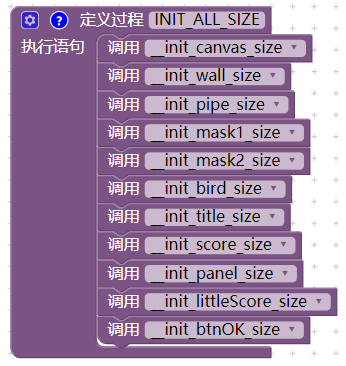 ? 定义过程 INIT_ALL_SIZE
执行语句 调用 __init_canvas_size
调用 __init_wall_size
调用 __init_pipe_size
调用 __init_mask1_size
调用 __init_mask2_size
调用 __init_bird_size
调用 __init_title_size
调用 __init_score_size
调用 __init_panel_size
调用 __init_littleScore_size
调用 __init_btnOK_size